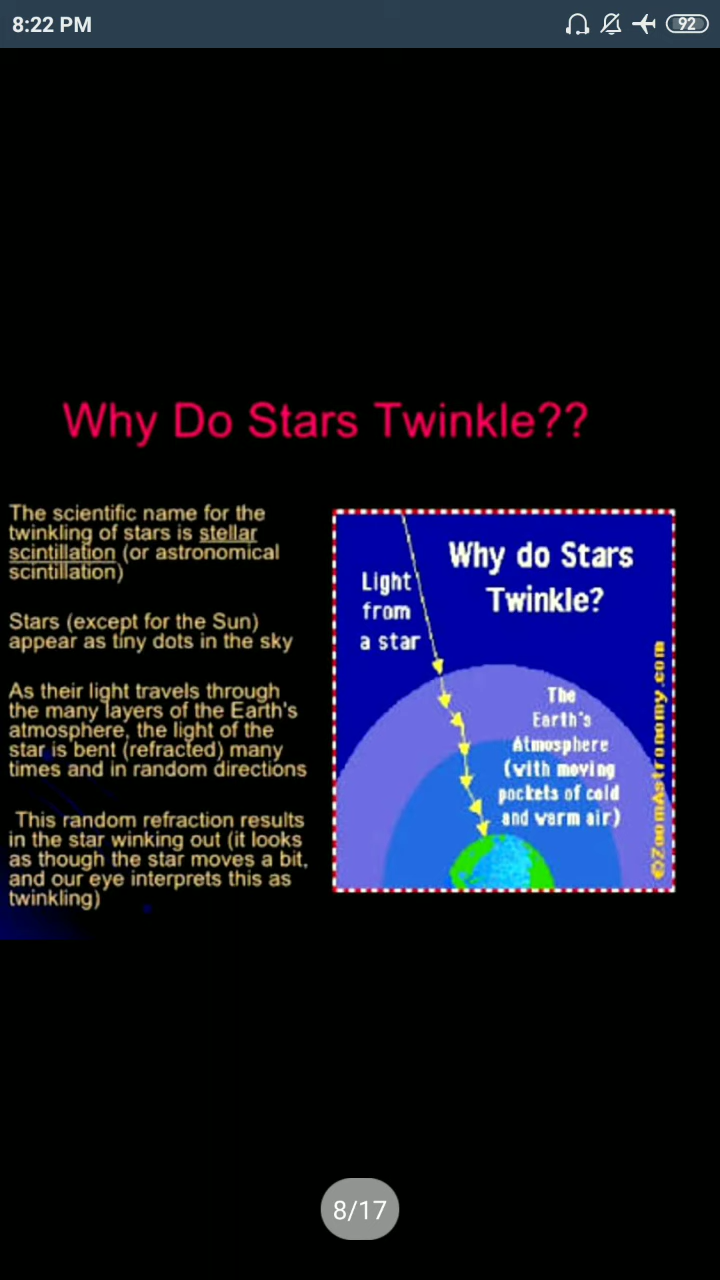 8:22 PM
92
Why Do Stars Twinkle??
The scientific name for the
twinkling of stars is stellar
scintillation (or astronomical
scintillation)
Stars (except for the Sun)
appear as tiny dots in the sky
As their light travels through
the many layers of the Earth's
atmosphere, the light of the
star is bent (refracted) many
times and in random directions
This random refraction results
in the star winking out (it looks
as though the star moves a bit,
and our eye interprets this as
twinkling)
Why do Stars
Twinkle?
Light
from
a star
The
Earth's
Atmosphere
(with moving
pockets of cold
and warm air)
©ZoomAstronomy.com
8/17